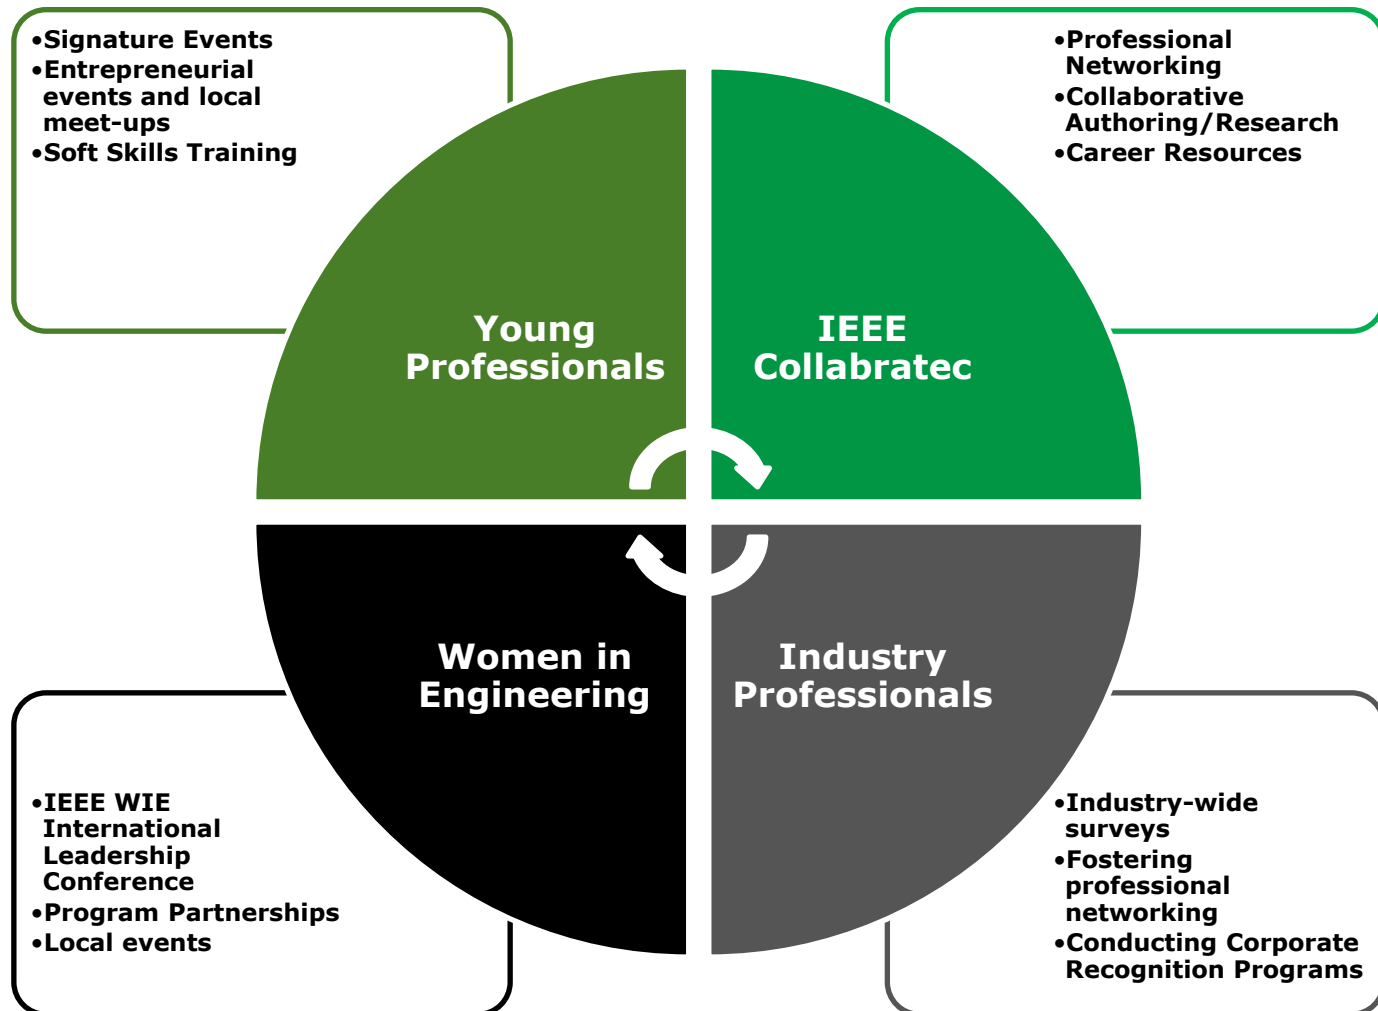 •Signature Events
•Entrepreneurial
events and local
meet-ups
•Soft Skills Training
•Professional
Networking
•Collaborative
Authoring/Research
•Career Resources
Young
Professionals
IEEE
Collabratec
Women in
Engineering
Industry
Professionals
•IEEE WIE
International
Leadership
Conference
•Program Partnerships
•Local events
•Industry-wide
surveys
•Fostering
professional
networking
•Conducting Corporate
Recognition Programs